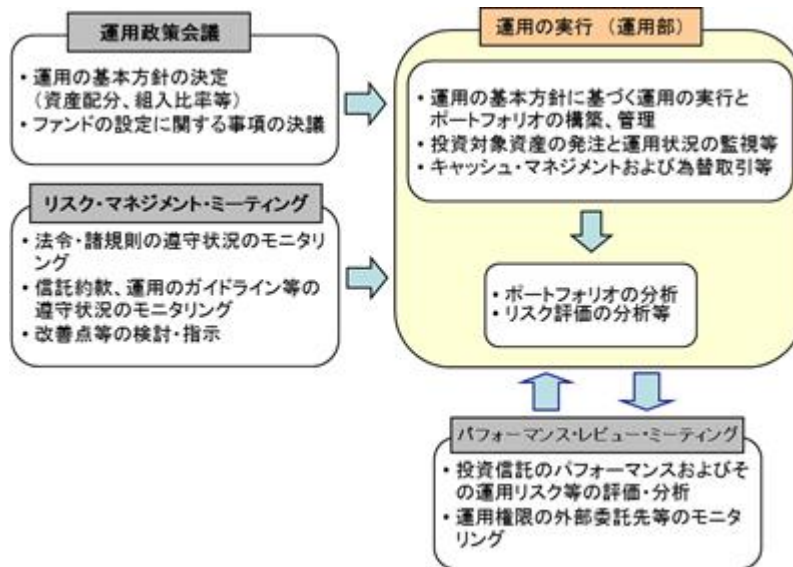 運用政策会議
・運用の基本方針の決定
（資産配分、組入比率等）
・ファンドの設定に関する事項の決議
リスク・マネジメント・ミーティング
・法令・諸規則の遵守状況のモニタリ
ング
・信託約款、運用のガイドライン等の
遵守状況のモニタリング
・改善点等の検討・指示
運用の実行 （運用部）
・運用の基本方針に基づく運用の実行と
ポートフォリオの構築、管理
・投資対象資産の発注と運用状況の監視等
・キャッシュ・マネジメントおよび為替取引等
・ポートフォリオの分析
・リスク評価の分析等
パフォーマンス・レビュー・ミーティング
・投資信託のパフォーマンスおよびそ
の運用リスク等の評価・分析
・運用権限の外部委託先等のモニタ
リング